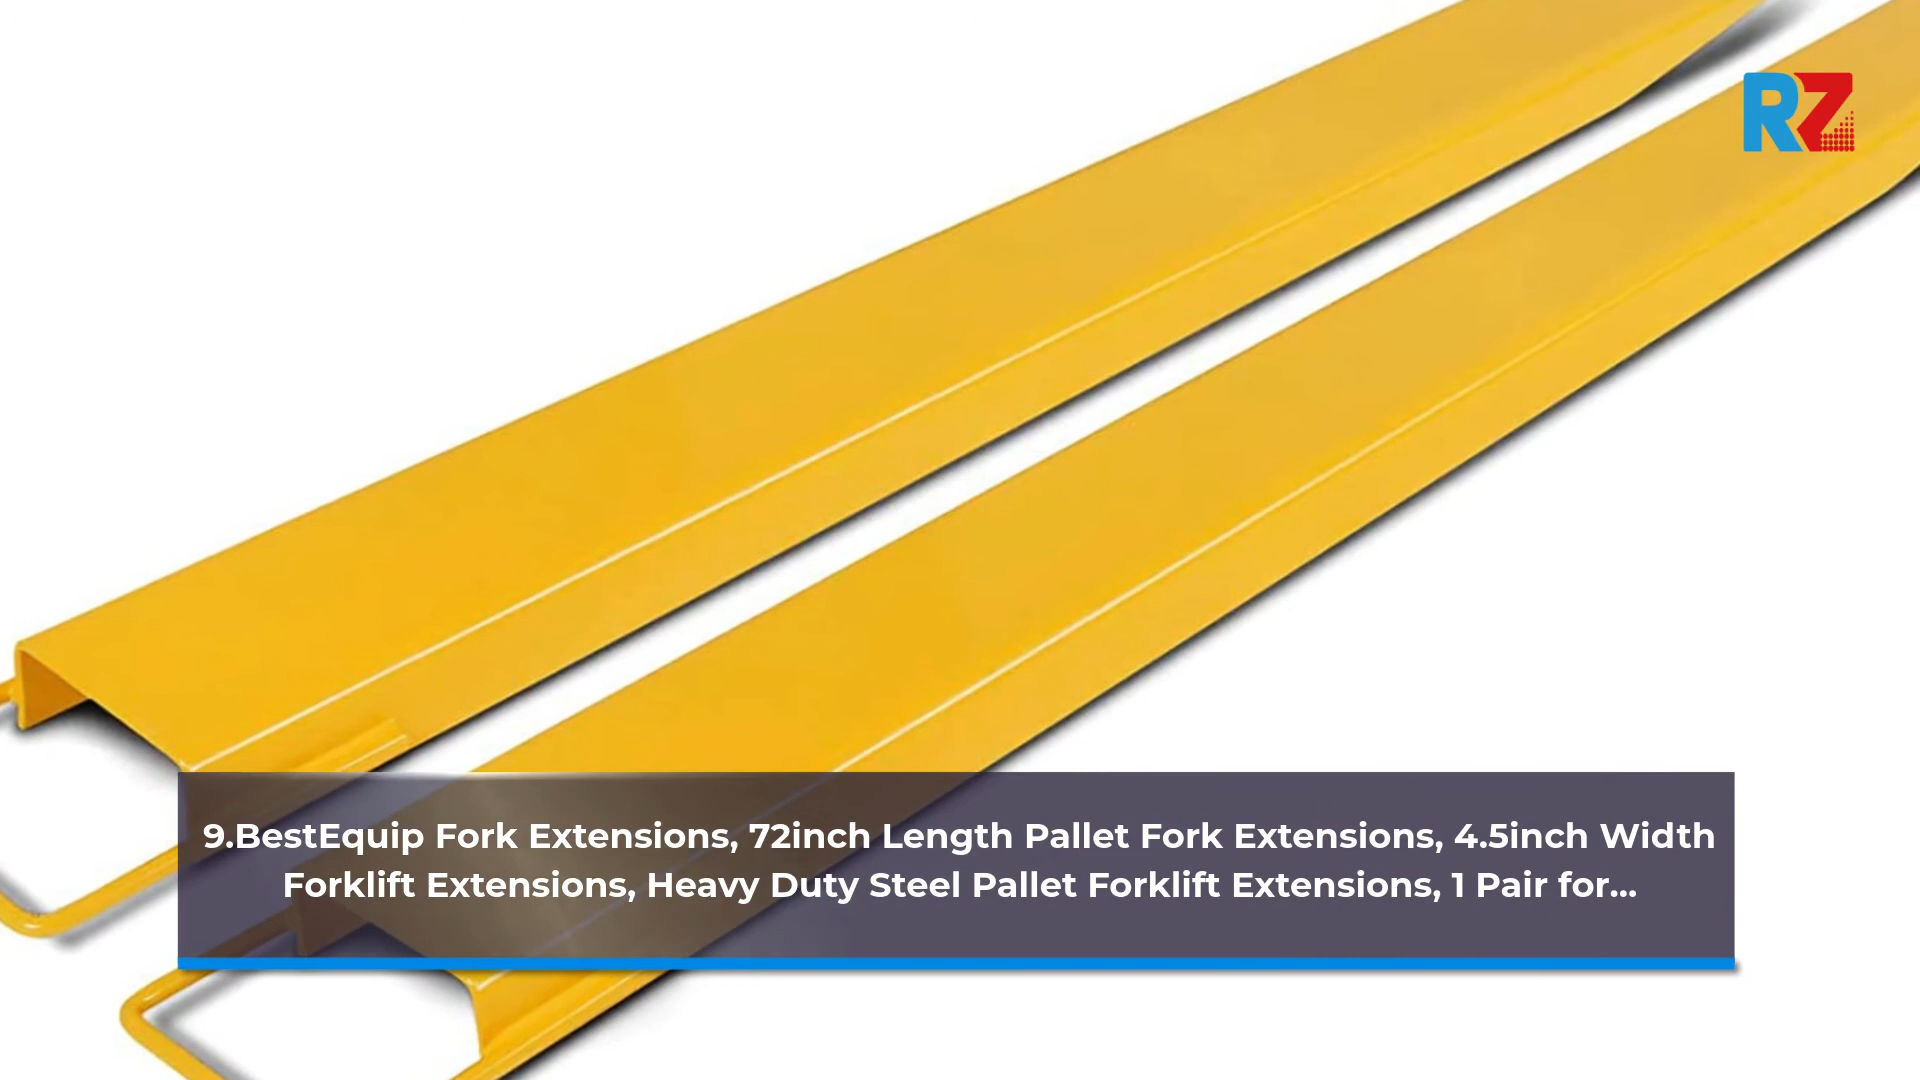 RZ
9.BestEquip Fork Extensions, 72inch Length Pallet Fork Extensions, 4.5inch Width
Forklift Extensions, Heavy Duty Steel Pallet Forklift Extensions, 1 Pair for...